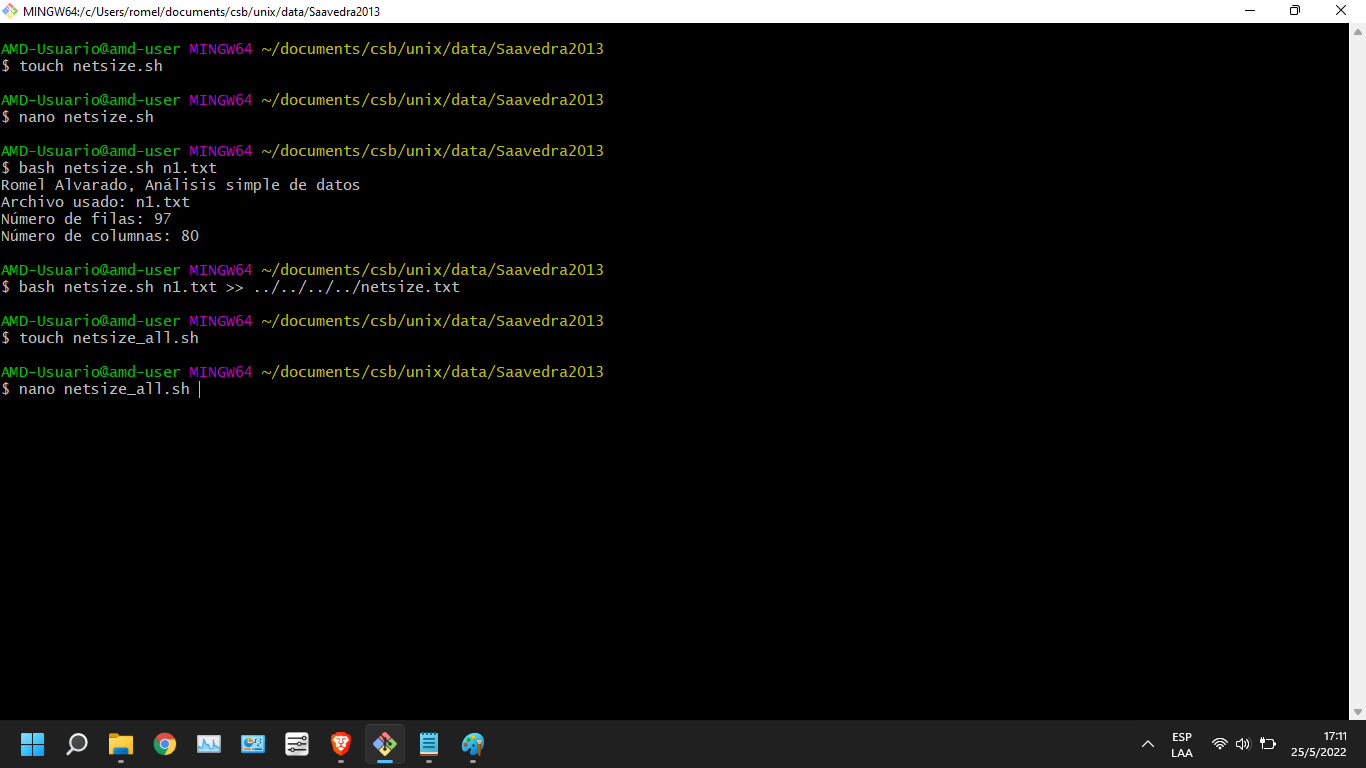 MINGW64:/c/Users/romel/documents/csb/unix/data/Saavedra2013
AMD-Usuario@amd-user MINGW64 ~/documents/csb/unix/data/Saavedra2013
$ touch netsize.sh
AMD-Usuario@amd-user MINGW64 ~/documents/csb/unix/data/Saavedra2013
$ nano netsize.sh
AMD-Usuario@amd-user MINGW64 ~/documents/csb/unix/data/Saavedra2013
$ bash netsize.sh n1.txt
Romel Alvarado, Análisis simple de datos
Archivo usado: n1.txt
Número de filas: 97
Número de columnas: 80
AMD-Usuario@amd-user MINGW64 ~/documents/csb/unix/data/Saavedra2013
$ bash netsize.sh n1.txt >> ../../../../netsize.txt
AMD-Usuario@amd-user MINGW64 ~/documents/csb/unix/data/Saavedra2013
$ touch netsize_all.sh
AMD-Usuario@amd-user MINGW64 ~/documents/csb/unix/data/Saavedra2013
$ nano netsize_all.sh
ESP
LAA
17:11
25/5/2022